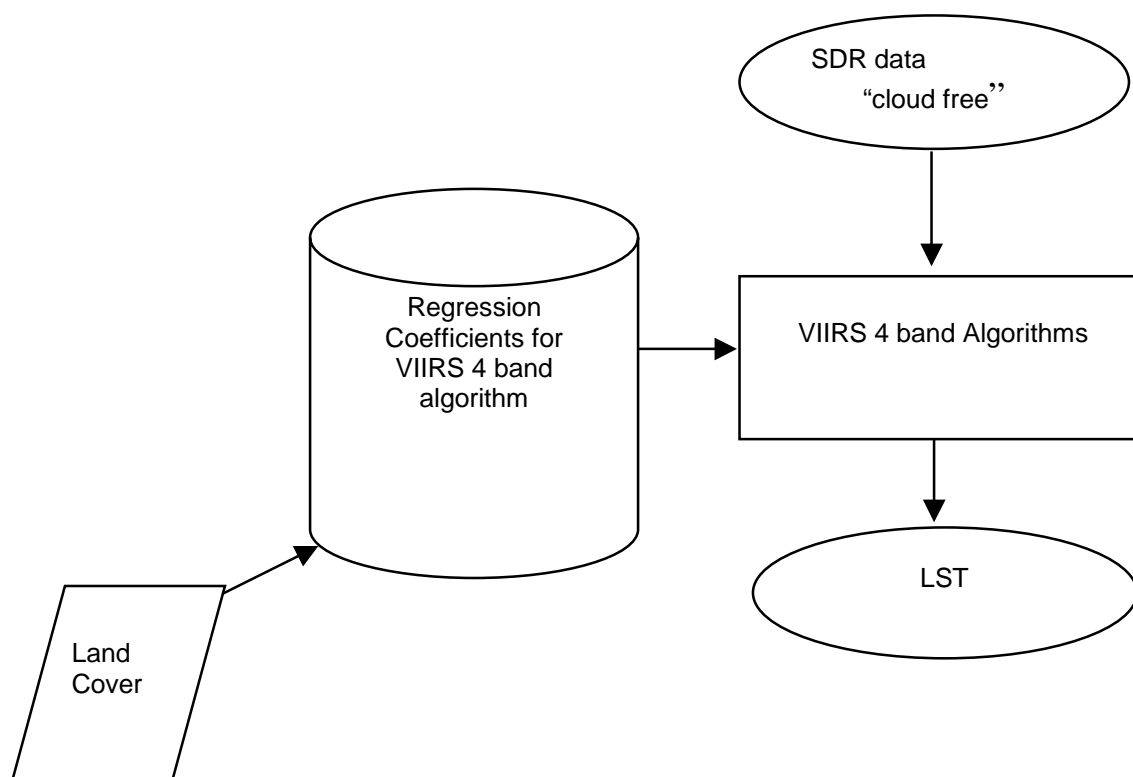 SDR data
“cloud free”
Regression
Coefficients for
VIIRS 4 band
algorithm
VIIRS 4 band Algorithms
LST
Land
Cover